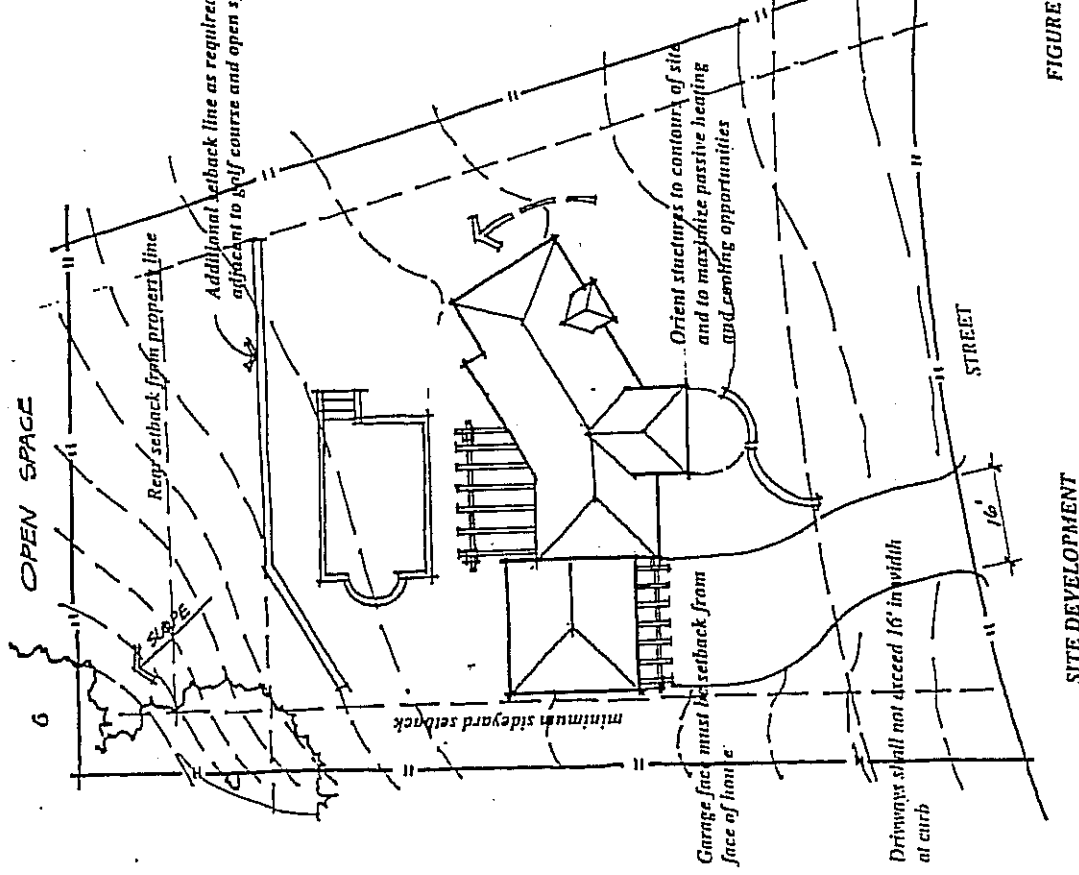 OPEN SPACE
SLOPE
Rear setback from property line
Additional setback line as required
adjacent to golf course and open
minimum sideyard setback
Orient stuctures to contours of site
and to maximize passive heating
and cooling opportunities
Garage face must be setback from
face of house
Driveways shall not exceed 16' in width
at curb
16'
STREET
SITE DEVELOPMENT
FIGURE